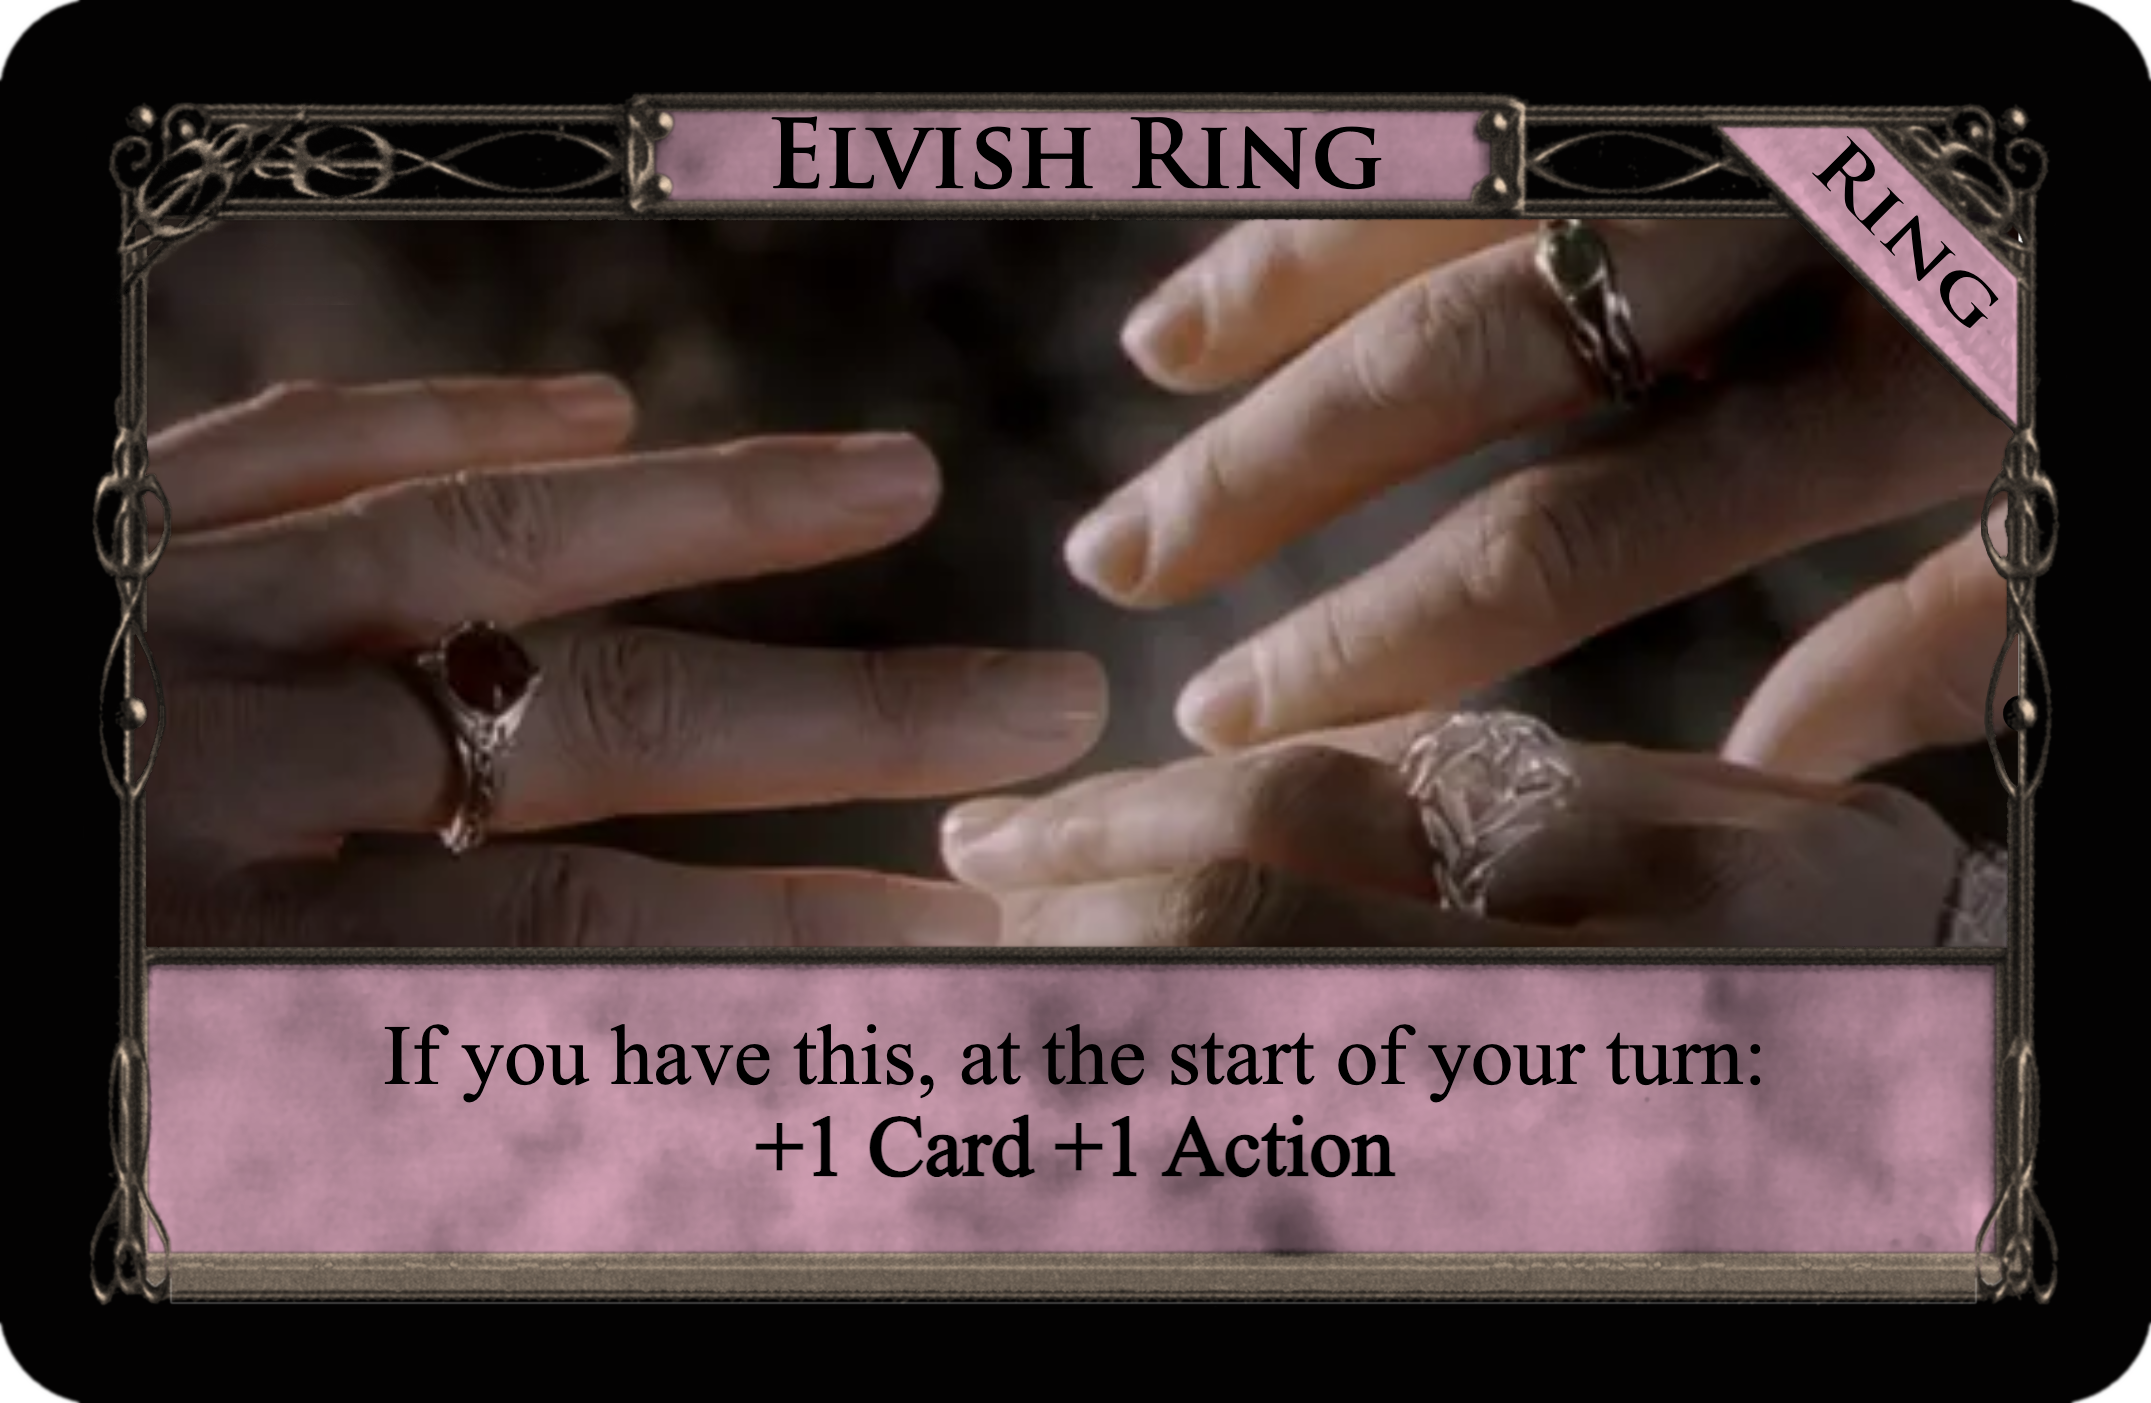 Elvish Ring
Ring
If you have this, at the start of your turn:
+1 Card +1 Action